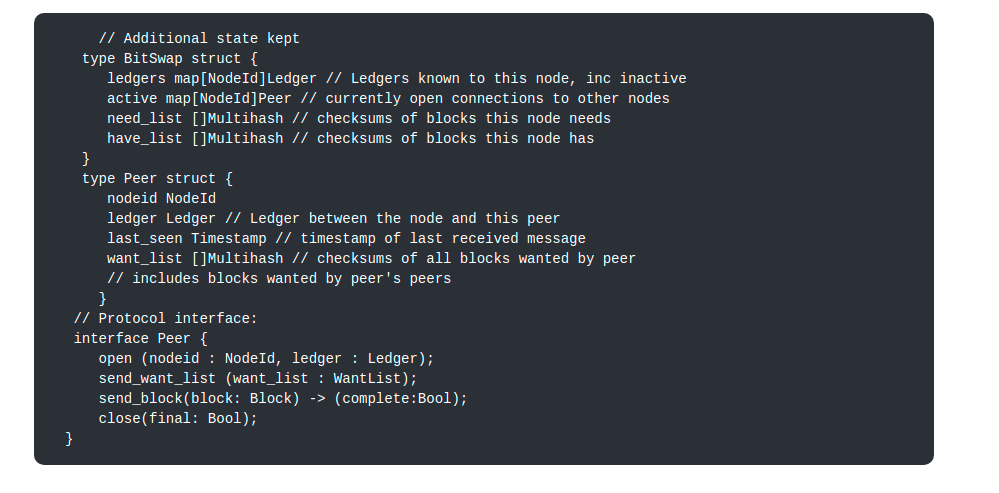 // Additional state kept
type BitSwap struct {
ledgers map[NodeId]Ledger // Ledgers known to this node, inc inactive
active map[NodeId]Peer // currently open connections to other nodes
need_list []Multihash // checksums of blocks this node needs
have_list []Multihash // checksums of blocks this node has
}
type Peer struct {
nodeid NodeId
ledger Ledger // Ledger between the node and this peer
last_seen Timestamp // timestamp of last received message
want_list []Multihash // checksums of all blocks wanted by peer
// includes blocks wanted by peer's peers
}
// Protocol interface:
interface Peer {
open (nodeid : NodeId, ledger : Ledger);
send_want_list (want_list : WantList);
send_block(block: Block) -> (complete:Bool);
close(final: Bool);
}